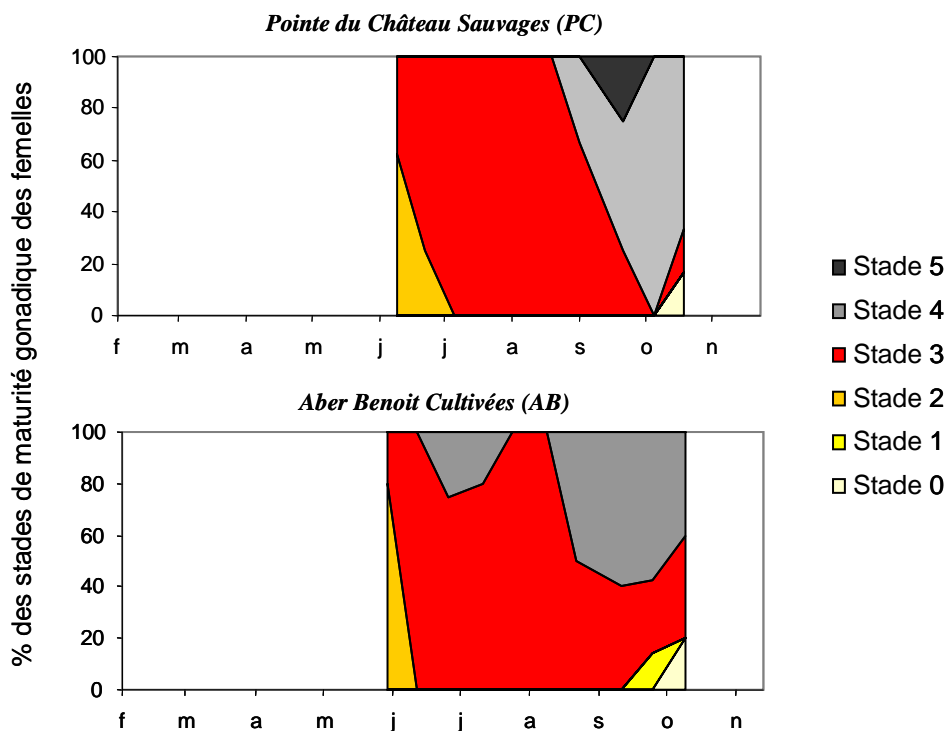 Pointe du Château Sauvages (PC)
% des stades de maturité gonadique des femelles
100
80
60
40
20
0
f m a m j j a s o n
Stade 5
Stade 4
Stade 3
Stade 2
Stade 1
Stade 0
Aber Benoit Cultivées (AB)
100
80
60
40
20
0
f m a m j j a s o n